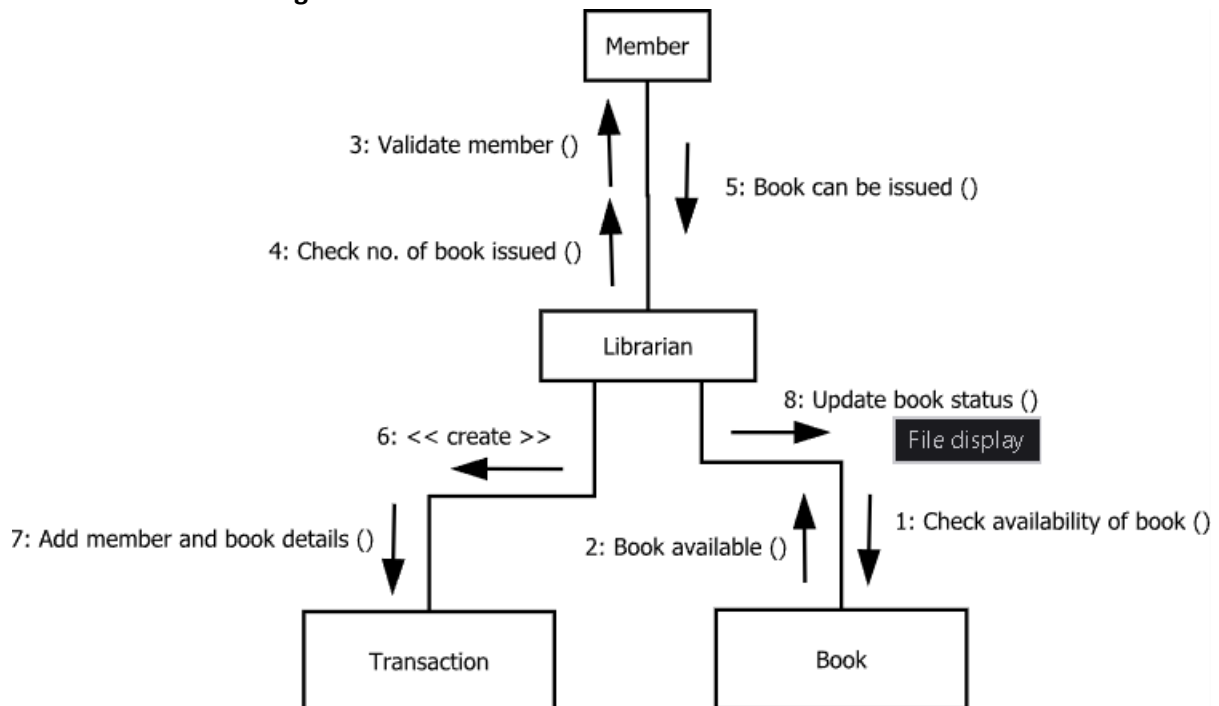 Member
3: Validate member ()
5: Book can be issued ()
4: Check no. of book issued ()
Librarian
8: Update book status ()
6: << create >>
File display
1: Check availability of book ()
7: Add member and book details ()
2: Book available ()
Transaction
Book